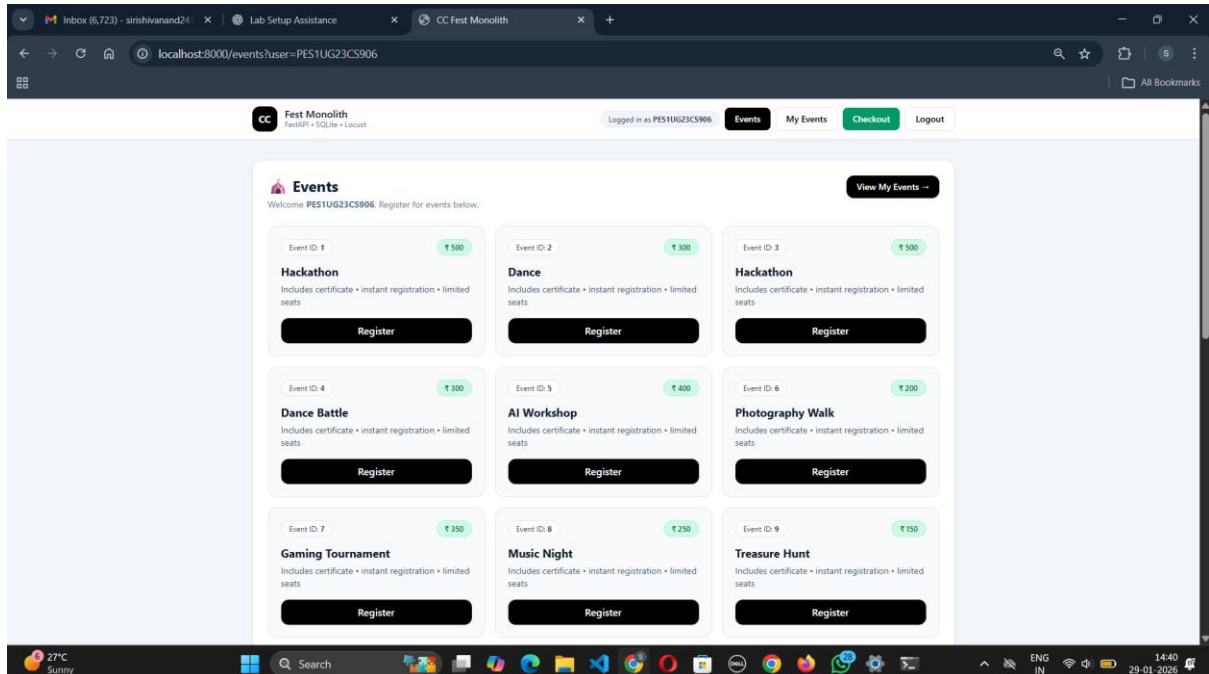 Inbox (6,723) - sirishivanand24
Lab Setup Assistance
CC Fest Monolith
localhost:8000/events?user=PES1UG23CS906
S
All Bookmarks
CC
Fest Monolith
FastAPI • SQLite • Locust
Logged in as PES1UG23CS906
Events
My Events
Checkout
Logout
Events
View My Events →
Welcome PES1UG23CS906. Register for events below.
Event ID: 1
₹ 500
Hackathon
Includes certificate • instant registration • limited
seats
Register
Event ID: 2
₹ 300
Dance
Includes certificate • instant registration • limited
seats
Register
Event ID: 3
₹ 500
Hackathon
Includes certificate • instant registration • limited
seats
Register
Event ID: 4
₹ 300
Dance Battle
Includes certificate • instant registration • limited
seats
Register
Event ID: 5
₹ 400
AI Workshop
Includes certificate • instant registration • limited
seats
Register
Event ID: 6
₹ 200
Photography Walk
Includes certificate • instant registration • limited
seats
Register
Event ID: 7
₹ 350
Gaming Tournament
Includes certificate • instant registration • limited
seats
Register
Event ID: 8
₹ 250
Music Night
Includes certificate • instant registration • limited
seats
Register
Event ID: 9
₹ 150
Treasure Hunt
Includes certificate • instant registration • limited
seats
Register
6
27°C
Sunny
Search
DELL
28
ENG
IN
14:40
29-01-2026